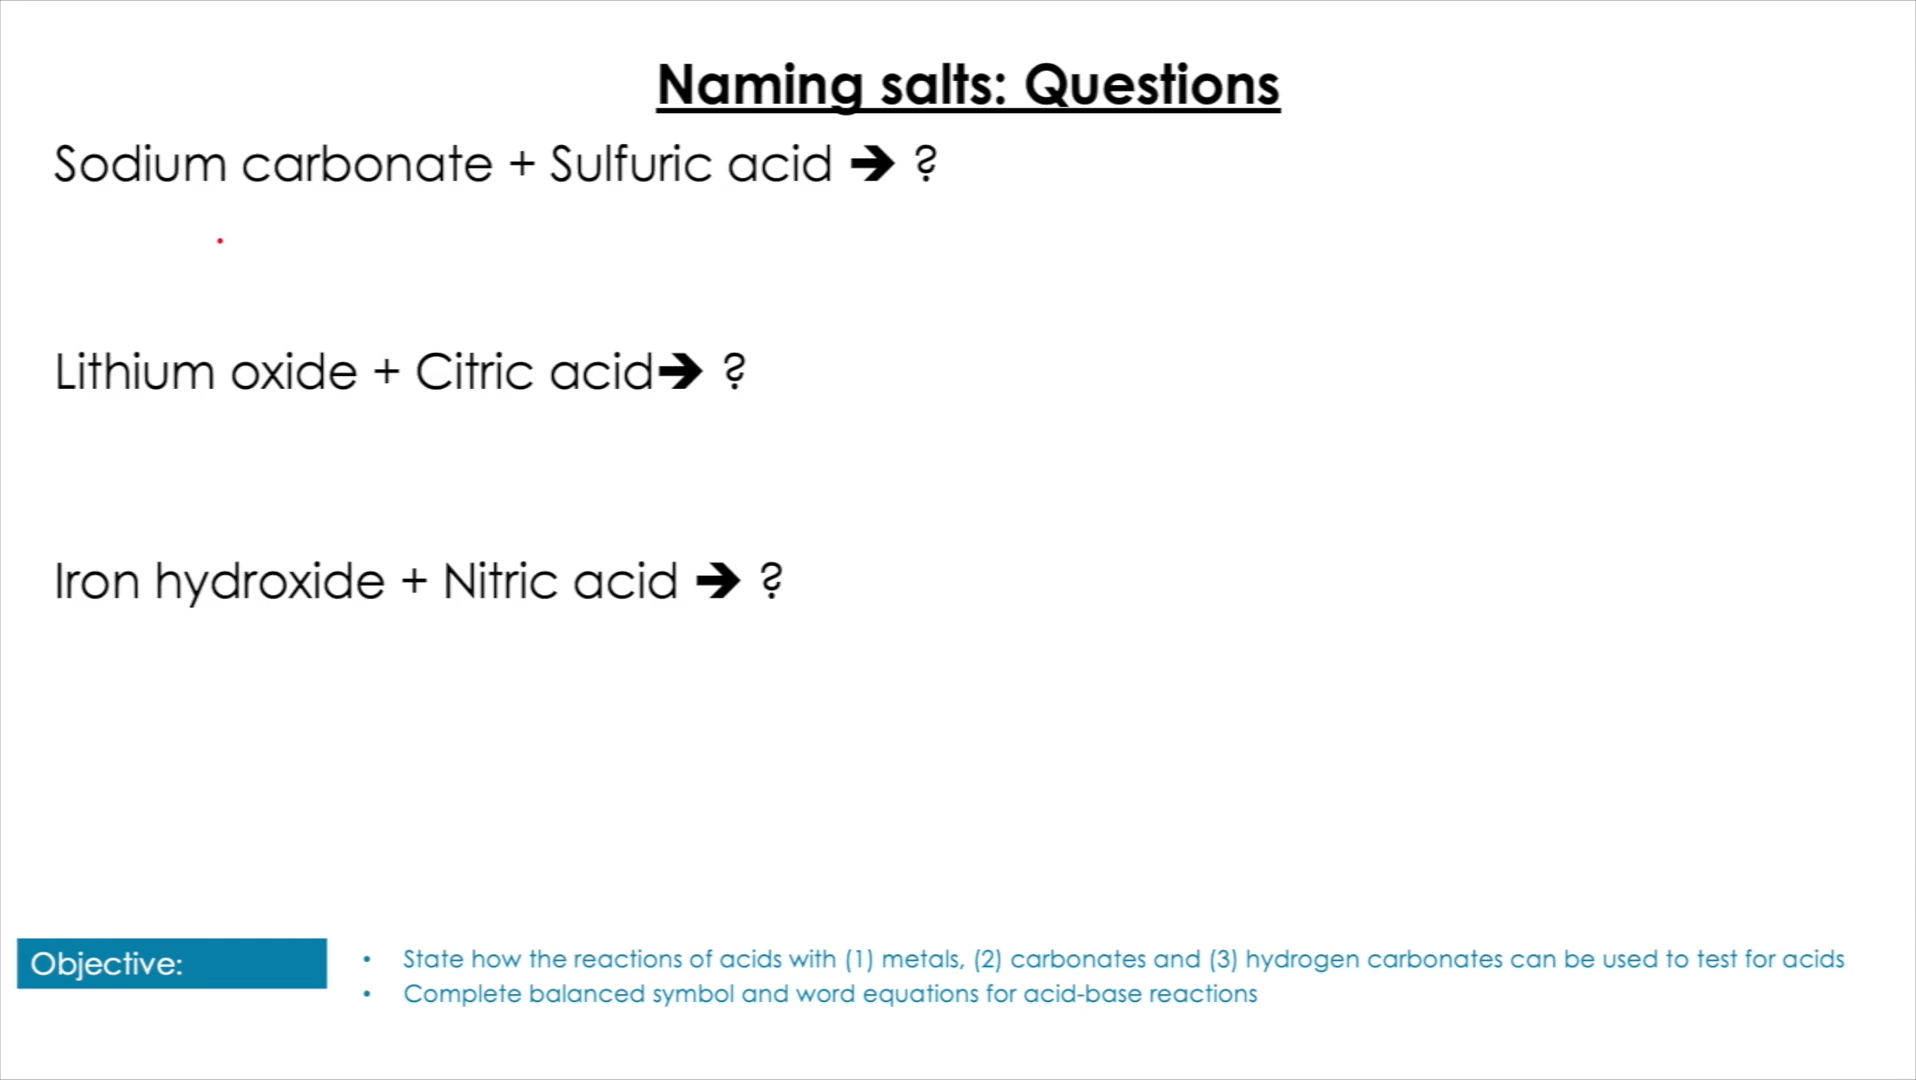 Naming salts: Questions
Sodium carbonate + Sulfuric acid ➔ ?
Lithium oxide + Citric acid➔ ?
Iron hydroxide + Nitric acid ➔ ?
Objective:
• State how the reactions of acids with (1) metals, (2) carbonates and (3) hydrogen carbonates can be used to test for acids
• Complete balanced symbol and word equations for acid-base reactions